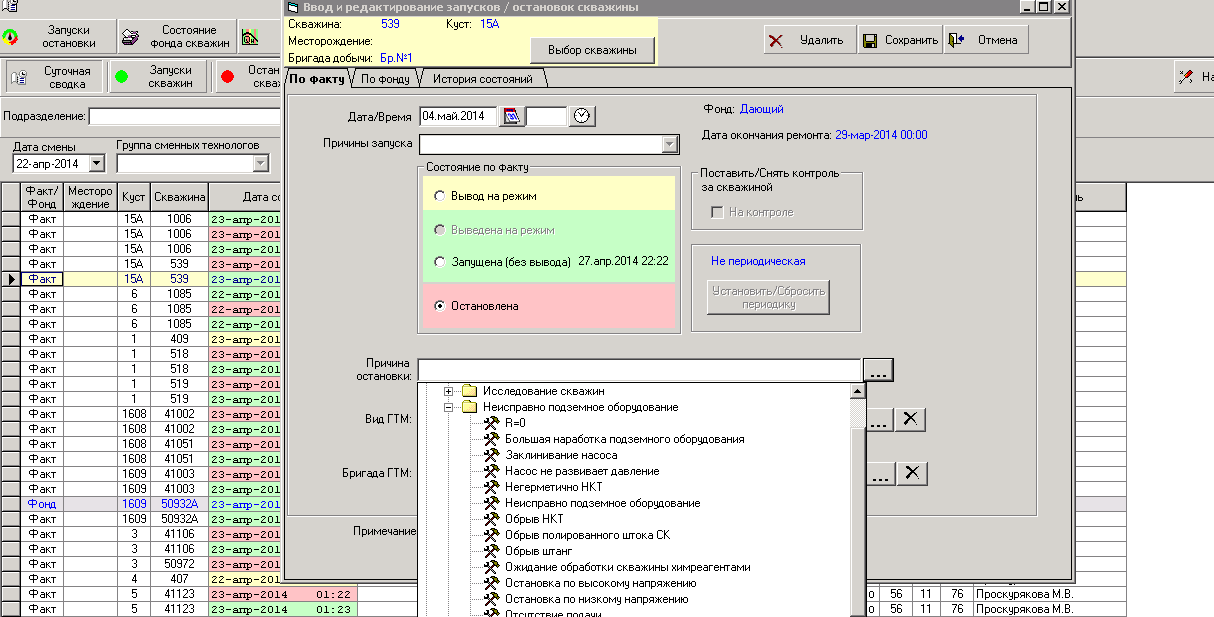 Ввод и редактирование запусков / остановок скважины
Запуски остановки
Состояние фонда скважин
Суточная сводка
Запуски скважин
Остан
сква
На
Подразделение:
Дата смены
Группа сменных технологов
22-апр-2014
Скважина: 539 Куст: 15А
Месторождение:
Бригада добычи: Бр.№1
Выбор скважины
Удалить
Сохранить
Отмена
По факту
По фонду
История состояний
Дата/Время 04.май.2014
Причины запуска
Фонд: Дающий
Дата окончания ремонта: 29-мар-2014 00:00
Состояние по факту
Вывод на режим
Выведена на режим
Запущена (без вывода) 27.апр.2014 22:22
Остановлена
Поставить/Снять контроль за скважиной
На контроле
Не периодическая
Установить/Сбросить периодику
Причина остановки:
...
Вид ГТМ:
...
Бригада ГТМ:
...
Примечание
Исследование скважин
Неисправно подземное оборудование
R=0
Большая наработка подземного оборудования
Заклинивание насоса
Насос не развивает давление
Негерметично НКТ
Неисправно подземное оборудование
Обрыв НКТ
Обрыв полированного штока СК
Обрыв штанг
Ожидание обработки скважины химреагентами
Остановка по высокому напряжению
Остановка по низкому напряжению
Отсутствие подачи
Факт/Фонд Месторождение Куст Скважина Дата со
ь
Факт 15А 1006 23-апр-201
Факт 15А 1006 23-апр-201
Факт 15А 1006 23-апр-201
Факт 15А 539 23-апр-201
Факт 15А 539 23-апр-201
Факт 6 1085 22-апр-201
Факт 6 1085 22-апр-201
Факт 6 1085 22-апр-201
Факт 1 409 23-апр-201
Факт 1 518 23-апр-201
Факт 1 518 23-апр-201
Факт 1 519 23-апр-201
Факт 1 519 23-апр-201
Факт 1608 41002 23-апр-201
Факт 1608 41002 23-апр-201
Факт 1608 41051 23-апр-201
Факт 1608 41051 23-апр-201
Факт 1609 41003 23-апр-201
Факт 1609 41003 23-апр-201
Фонд 1609 50932А 23-апр-201
Факт 1609 50932А 23-апр-201
Факт 3 41106 23-апр-201
Факт 3 41106 23-апр-201
Факт 3 50972 23-апр-201
Факт 4 407 22-апр-201
Факт 5 41123 23-апр-2014 01:22 о 56 11 76 Проскурякова М.В.
Факт 5 41123 23-апр-2014 01:23 о 56 11 76 Проскурякова М.В.